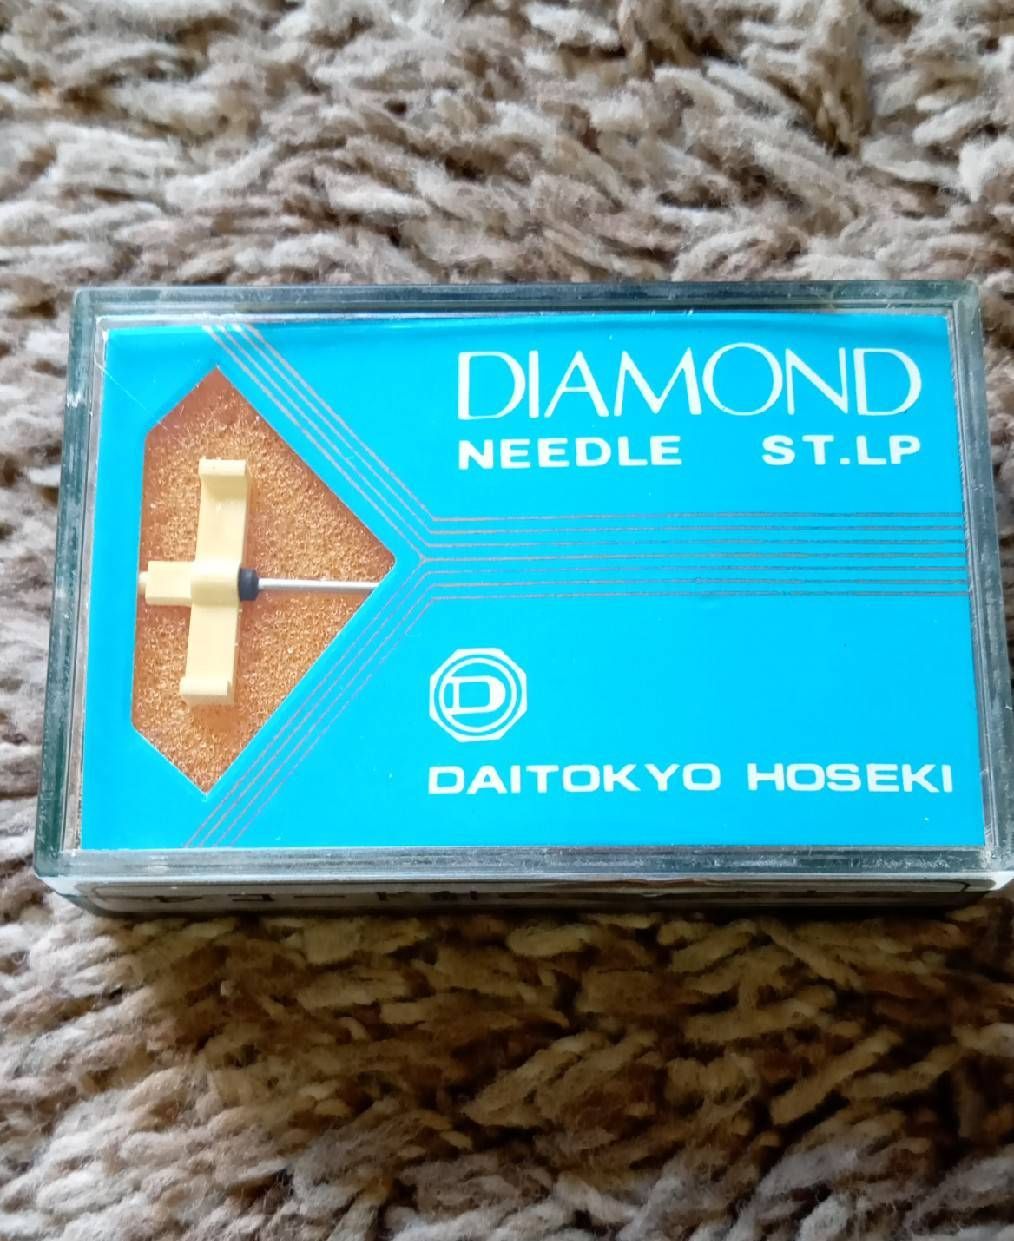 DIAMOND
NEEDLE ST.LP
D
DAITOKYO HOSEKI